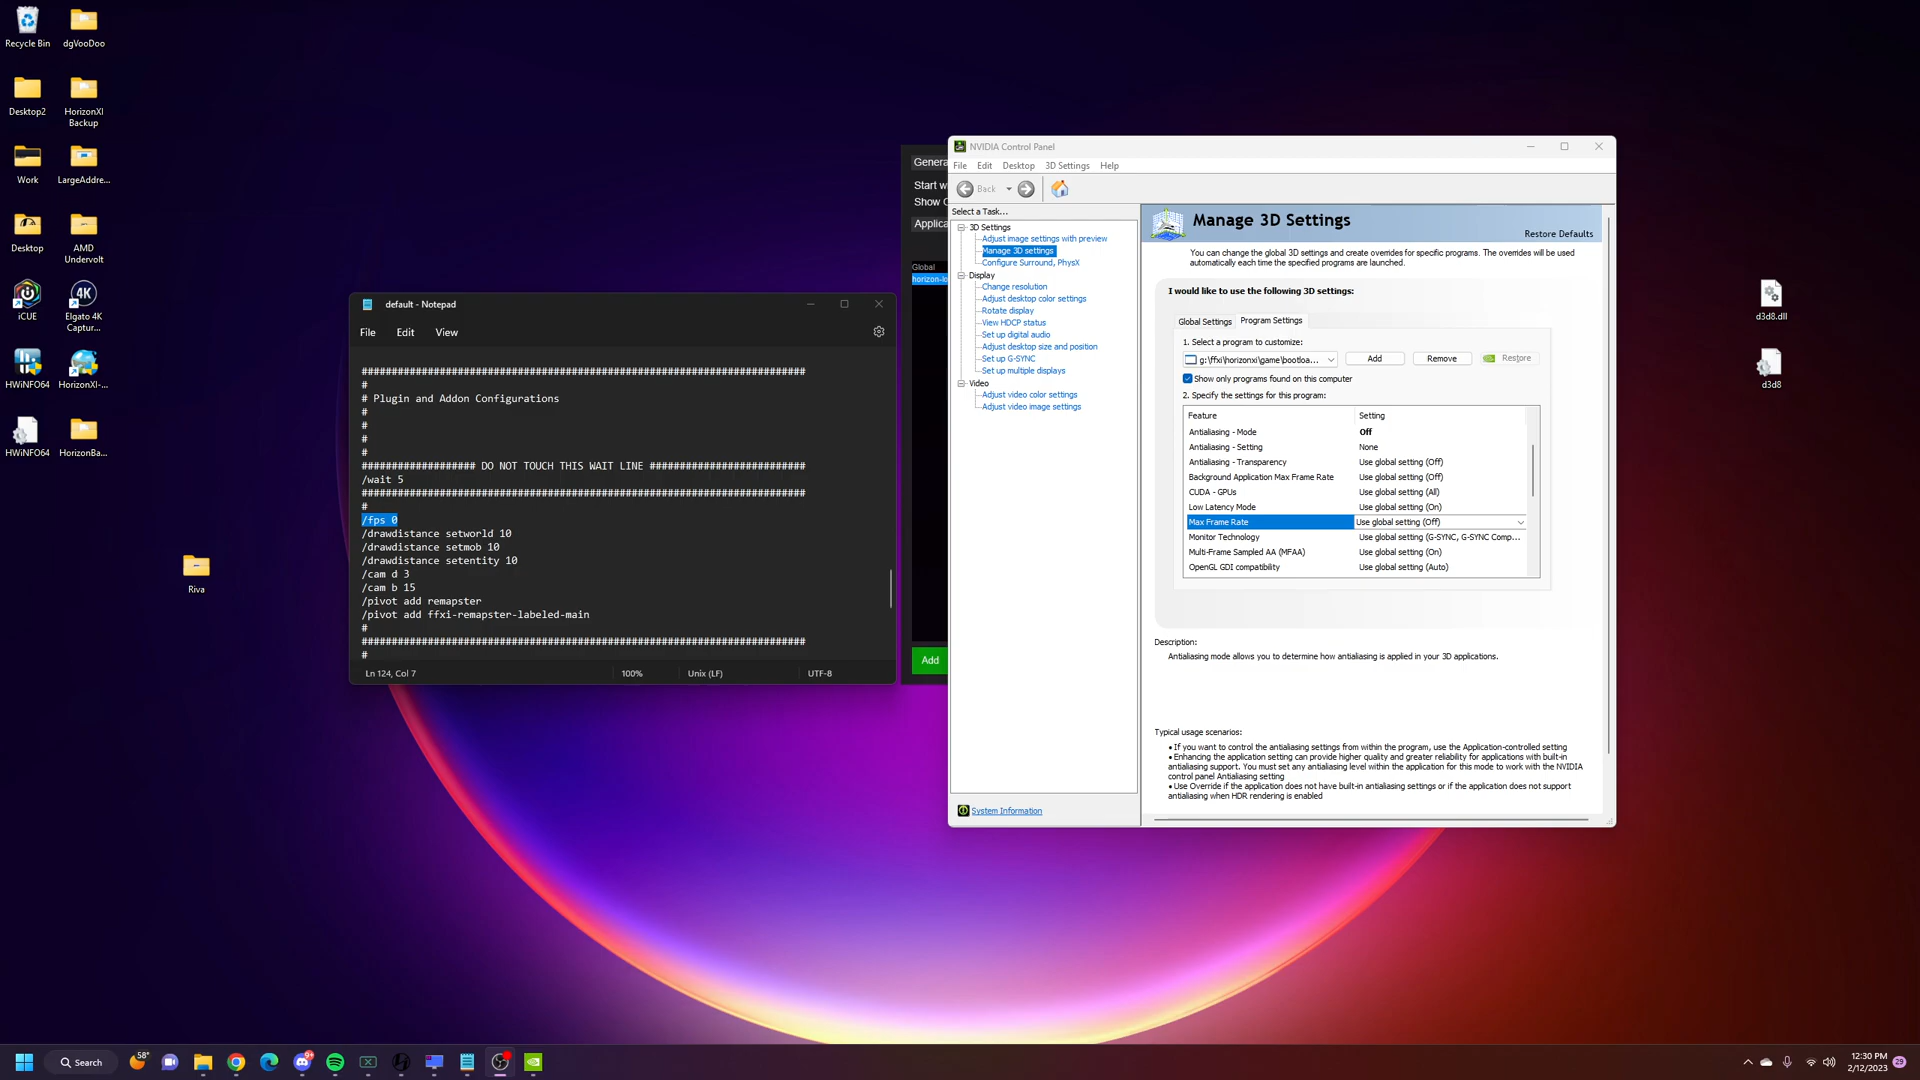 Recycle Bin
dgVooDoo
Desktop2
HorizonXI
Backup
Work
LargeAddre...
Desktop
AMD
Undervolt
iCUE
Elgato 4K
Captur...
HWiNFO64
HorizonXI-...
HWiNFO64
HorizonBa...
Riva
d3d8.dll
d3d8
default - Notepad
File
Edit
View
##########################################################################
#
# Plugin and Addon Configurations
#
#
#
#
################### DO NOT TOUCH THIS WAIT LINE ##########################
/wait 5
##########################################################################
#
/fps 0
/drawdistance setworld 10
/drawdistance setmob 10
/drawdistance setentity 10
/cam d 3
/cam b 15
/pivot add remapster
/pivot add ffxi-remapster-labeled-main
#
##########################################################################
#
Ln 124, Col 7
100%
Unix (LF)
UTF-8
Genera
Start w
Show
Applica
Global
Add
NVIDIA Control Panel
File
Edit
Desktop
3D Settings
Help
Back
Select a Task...
3D Settings
Adjust image settings with preview
Manage 3D settings
Configure Surround, PhysX
Display
Change resolution
Adjust desktop color settings
Rotate display
View HDCP status
Set up digital audio
Adjust desktop size and position
Set up G-SYNC
Set up multiple displays
Video
Adjust video color settings
Adjust video image settings
System Information
Manage 3D Settings
Restore Defaults
You can change the global 3D settings and create overrides for specific programs. The overrides will be used
automatically each time the specified programs are launched.
I would like to use the following 3D settings:
Global Settings
Program Settings
1. Select a program to customize:
g:\ffxi\horizonxi\game\bootloa...
Add
Remove
Restore
Show only programs found on this computer
2. Specify the settings for this program:
Feature
Setting
Antialiasing - Mode
Off
Antialiasing - Setting
None
Antialiasing - Transparency
Use global setting (Off)
Background Application Max Frame Rate
Use global setting (Off)
CUDA - GPUs
Use global setting (All)
Low Latency Mode
Use global setting (On)
Max Frame Rate
Use global setting (Off)
Monitor Technology
Use global setting (G-SYNC, G-SYNC Comp...
Multi-Frame Sampled AA (MFAA)
Use global setting (On)
OpenGL GDI compatibility
Use global setting (Auto)
Description:
Antialiasing mode allows you to determine how antialiasing is applied in your 3D applications.
Typical usage scenarios:
• If you want to control the antialiasing settings from within the program, use the Application-controlled setting
• Enhancing the application setting can provide higher quality and greater reliability for applications with built-in
antialiasing support. You must set any antialiasing level within the application for this mode to work with the NVIDIA
control panel Antialiasing setting
• Use Override if the application does not have built-in antialiasing settings or if the application does not support
antialiasing when HDR rendering is enabled
Search
58°
12:30 PM
2/12/2023
29